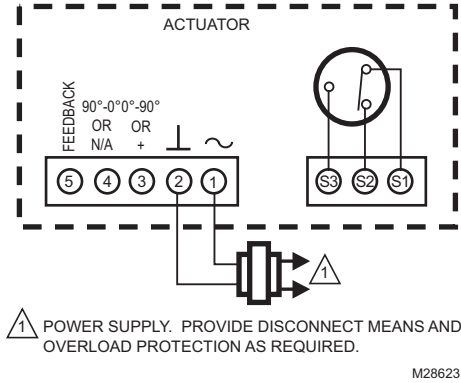 ACTUATOR
FEEDBACK
90°-0° 0°-90°
OR OR
N/A +
5 4 3 2 1
S3 S2 S1
1
1 POWER SUPPLY. PROVIDE DISCONNECT MEANS AND
OVERLOAD PROTECTION AS REQUIRED.
M28623